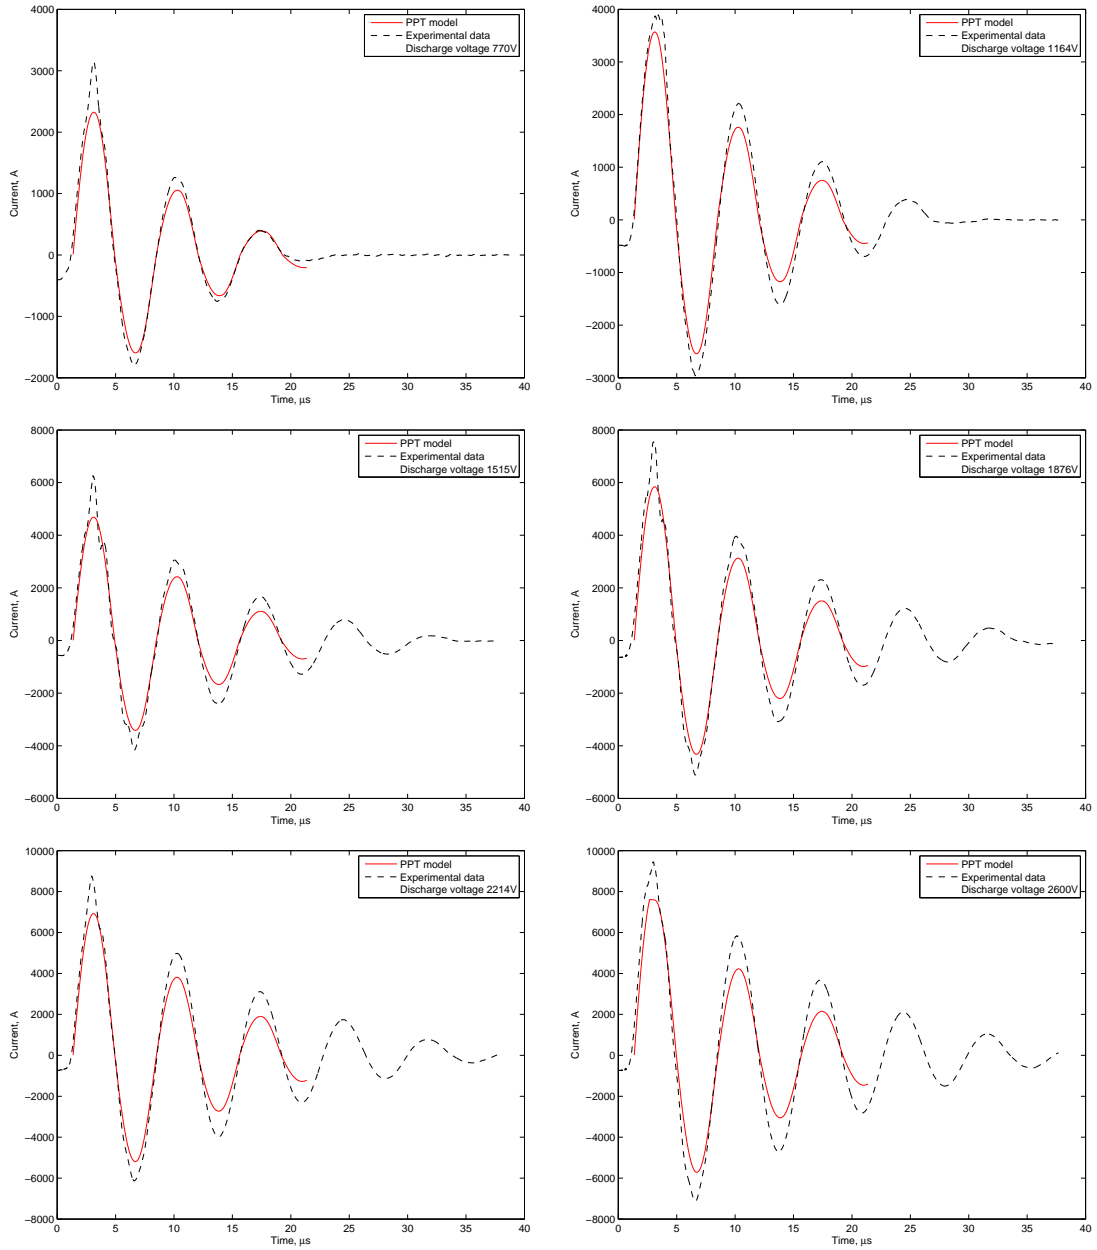 4000
3000
2000
1000
0
−1000
−2000
Current, A
0 5 10 15 20 25 30 35 40
Time, μs
PPT model
Experimental data
Discharge voltage 770V
4000
3000
2000
1000
0
−1000
−2000
−3000
Current, A
0 5 10 15 20 25 30 35 40
Time, μs
PPT model
Experimental data
Discharge voltage 1164V
8000
6000
4000
2000
0
−2000
−4000
−6000
Current, A
0 5 10 15 20 25 30 35 40
Time, μs
PPT model
Experimental data
Discharge voltage 1515V
8000
6000
4000
2000
0
−2000
−4000
−6000
Current, A
0 5 10 15 20 25 30 35 40
Time, μs
PPT model
Experimental data
Discharge voltage 1876V
10000
8000
6000
4000
2000
0
−2000
−4000
−6000
−8000
Current, A
0 5 10 15 20 25 30 35 40
Time, μs
PPT model
Experimental data
Discharge voltage 2214V
10000
8000
6000
4000
2000
0
−2000
−4000
−6000
−8000
Current, A
0 5 10 15 20 25 30 35 40
Time, μs
PPT model
Experimental data
Discharge voltage 2600V